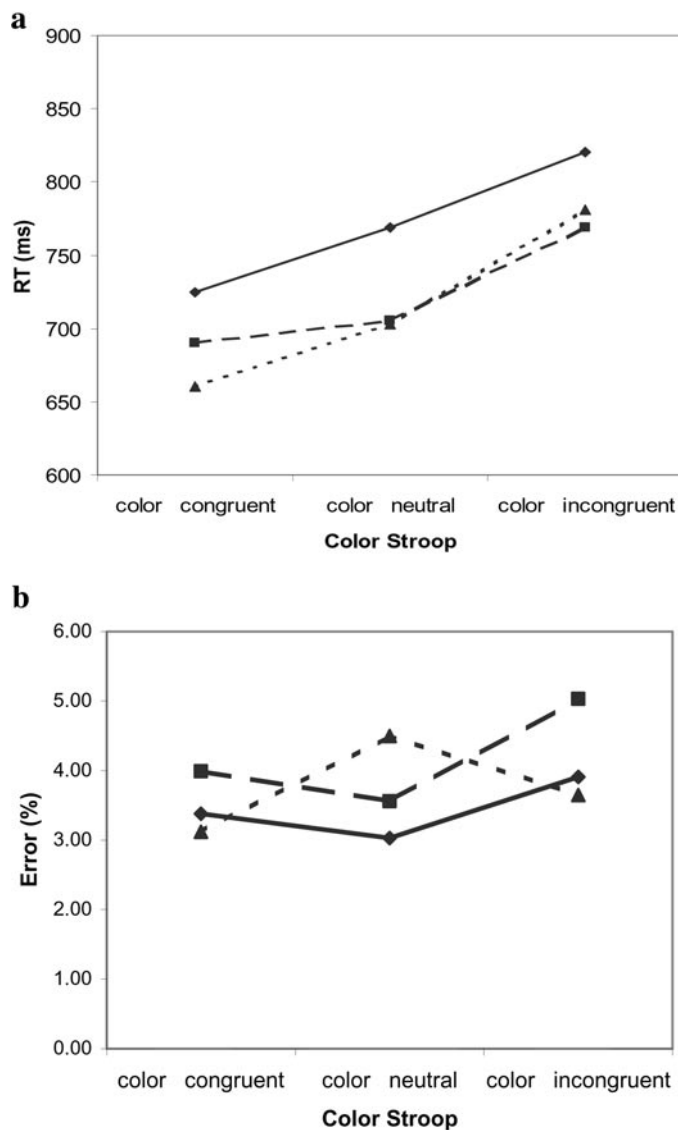 a
900
850
800
750
700
650
600
RT (ms)
color congruent color neutral color incongruent
Color Stroop
b
6.00
5.00
4.00
3.00
2.00
1.00
0.00
Error (%)
color congruent color neutral color incongruent
Color Stroop